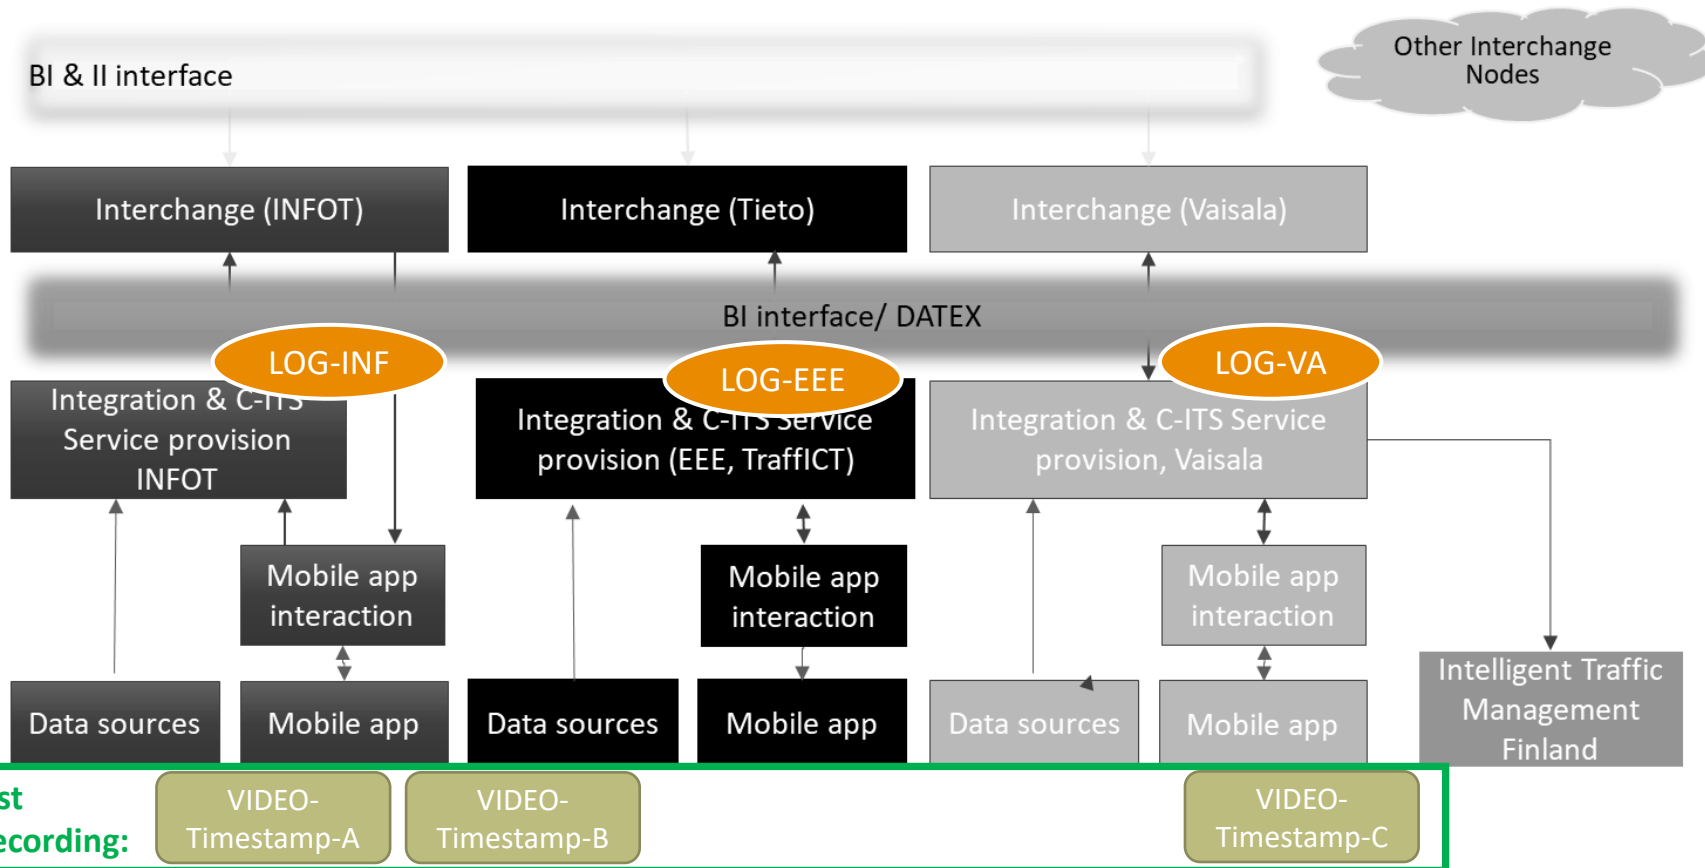 Other Interchange
Nodes
BI & II interface
Interchange (INFOT)
Interchange (Tieto)
Interchange (Vaisala)
BI interface/ DATEX
LOG-INF
LOG-EEE
LOG-VA
Integration & C-ITS
Service provision
INFOT
Integration & C-ITS Service
provision (EEE, TraffICT)
Integration & C-ITS Service
provision, Vaisala
Mobile app
interaction
Mobile app
interaction
Mobile app
interaction
Data sources
Mobile app
Data sources
Mobile app
Data sources
Mobile app
Intelligent Traffic
Management
Finland
st
ecording:
VIDEO-
Timestamp-A
VIDEO-
Timestamp-B
VIDEO-
Timestamp-C